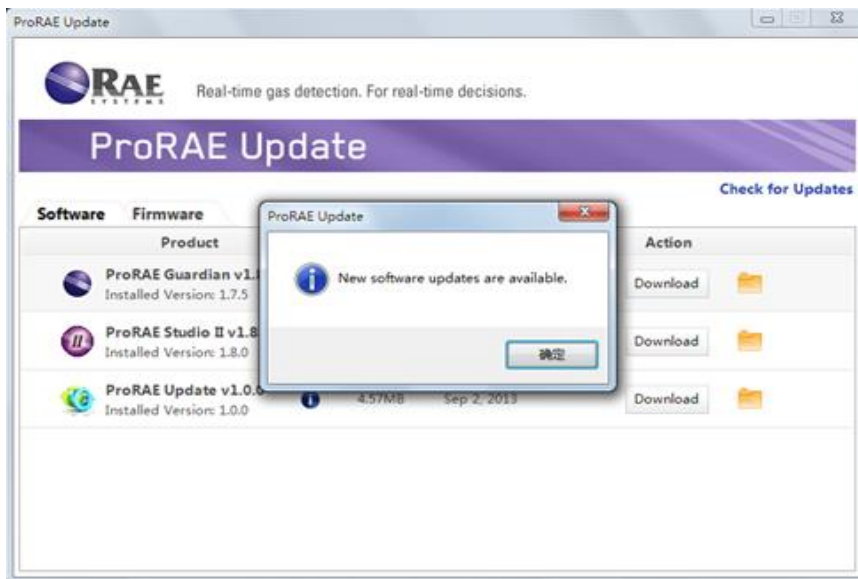 ProRAE Update
RAE
SYSTEMS
Real-time gas detection. For real-time decisions.
ProRAE Update
Check for Updates
Software
Firmware
Product
Action
ProRAE Guardian
Installed Version: 1.7.5
Download
ProRAE Studio II v1.8
Installed Version: 1.8.0
Download
ProRAE Update v1.0.0
Installed Version: 1.0.0
4.57MB
Sep 2, 2013
Download
ProRAE Update
New software updates are available.
确定